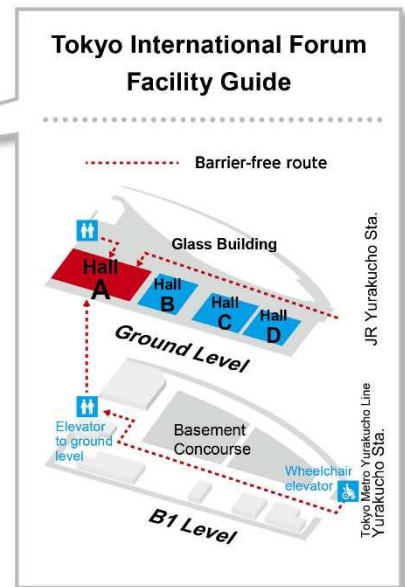 Tokyo International Forum
Facility Guide
Barrier-free route
JR Yurakucho Sta.
Glass Building
Hall
A
Hall
B
Hall
C
Hall
D
Ground Level
Elevator
to ground
level
Basement
Concourse
Wheelchair
elevator
Tokyo Metro Yurakucho Line
Yurakucho Sta.
B1 Level